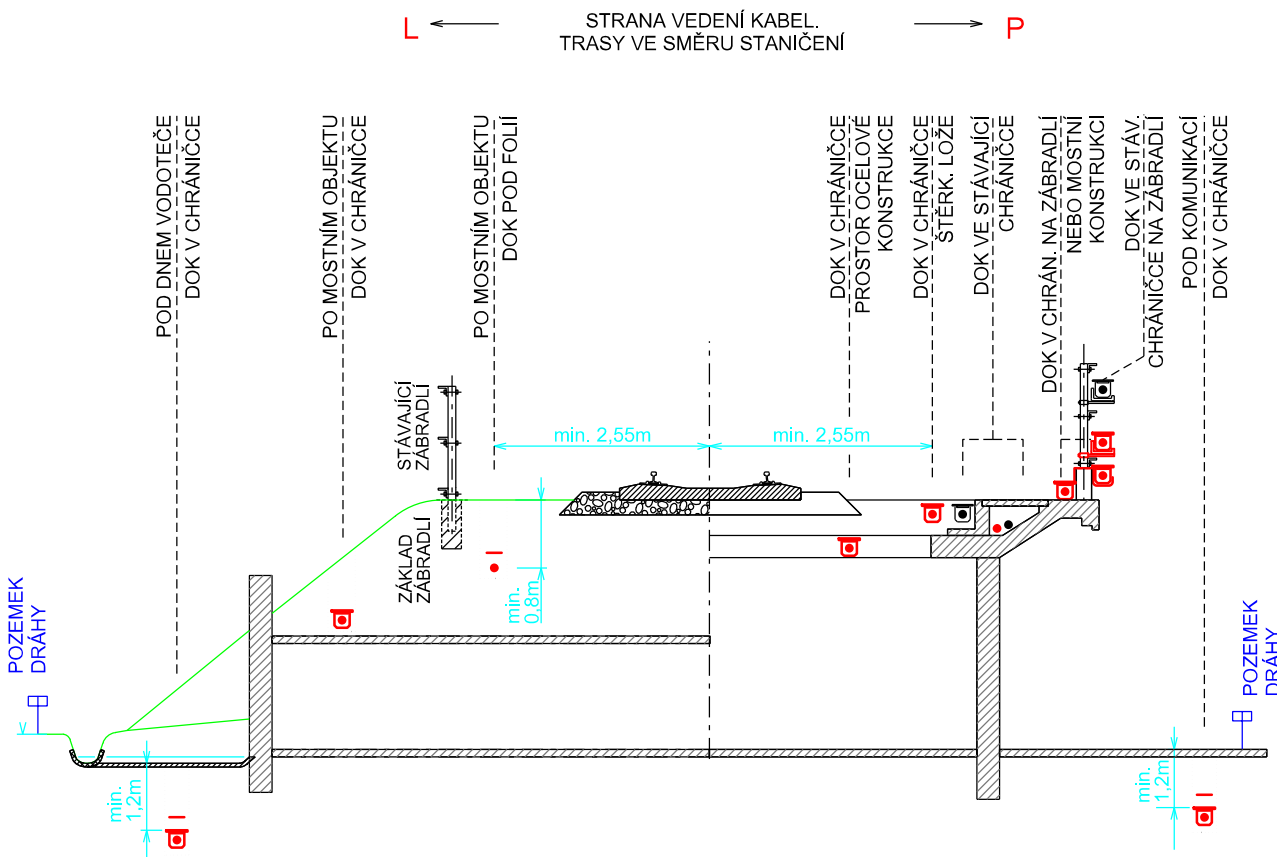 L
STRANA VEDENÍ KABEL.
TRASY VE SMĚRU STANIČENÍ
P
POD DNEM VODOTEČE
DOK V CHRÁNIČCE
PO MOSTNÍM OBJEKTU
DOK V CHRÁNIČCE
PO MOSTNÍM OBJEKTU
DOK POD FOLIÍ
DOK V CHRÁNIČCE
PROSTOR OCELOVÉ
KONSTRUKCE
DOK V CHRÁNIČCE
ŠTĚRK. LOŽE
DOK VE STÁVAJÍCÍ
CHRÁNIČCE
DOK V CHRÁN. NA ZÁBRADLÍ
NEBO MOSTNÍ
KONSTRUKCI
DOK VE STÁV.
CHRÁNIČCE NA ZÁBRADLÍ
POD KOMUNIKACÍ
DOK V CHRÁNIČCE
STÁVAJÍCÍ
ZÁBRADLÍ
min. 2,55m
min. 2,55m
ZÁKLAD
ZÁBRADLÍ
min.
0,8m
POZEMEK
DRÁHY
POZEMEK
DRÁHY
min.
1,2m
min.
1,2m